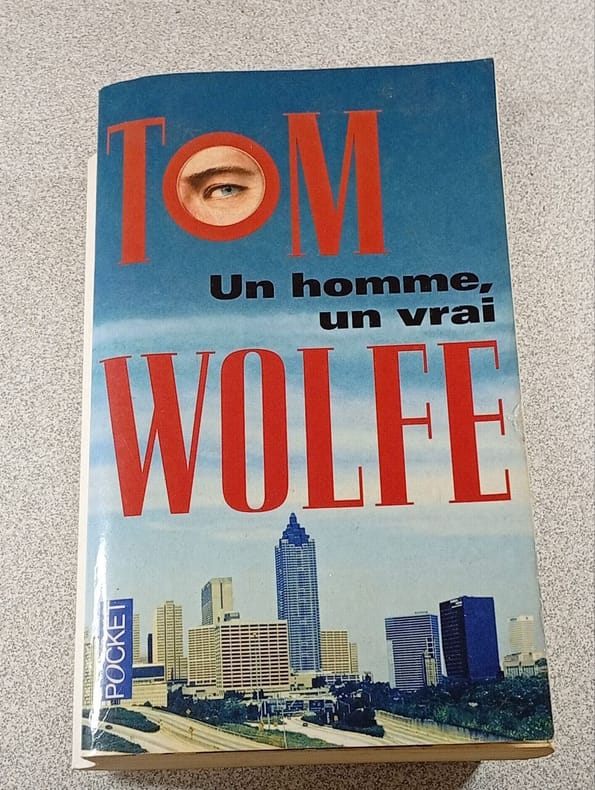 TOM
Un homme,
un vrai
WOLFE
POCKET